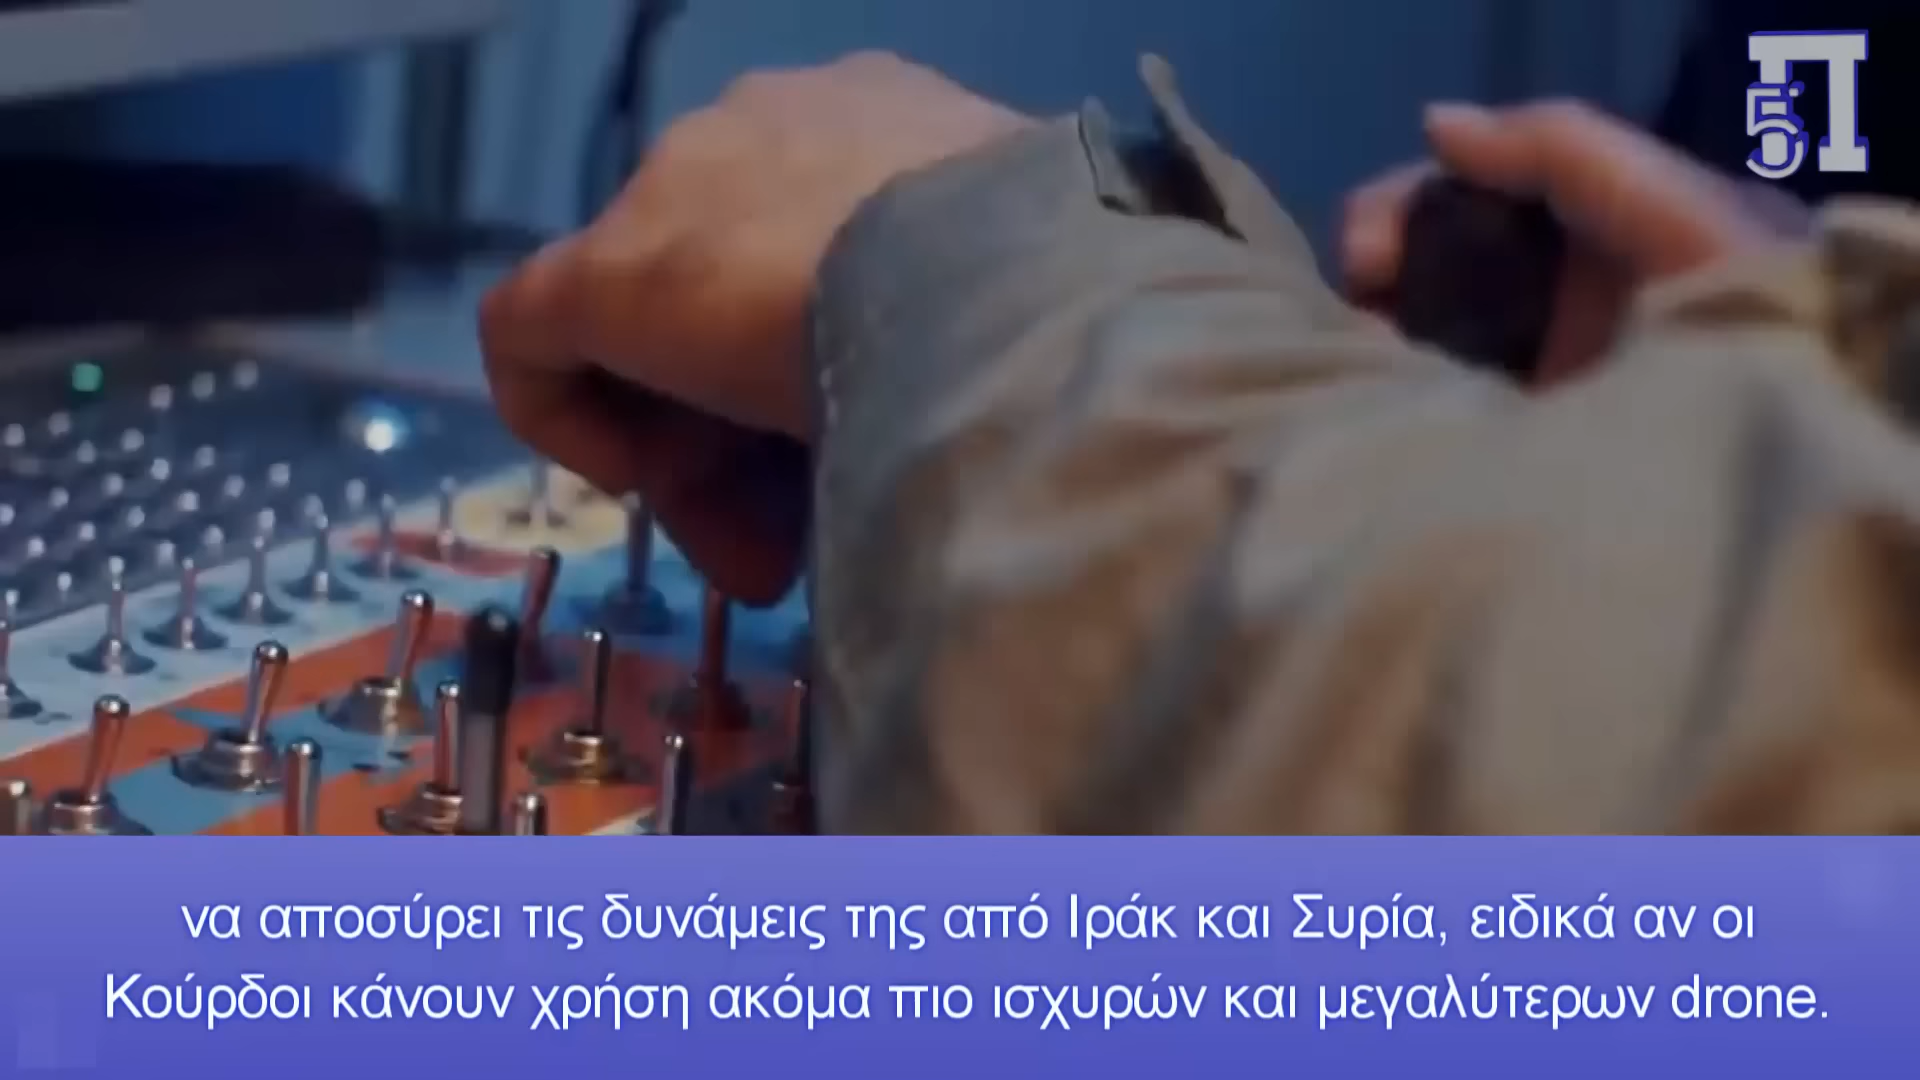 5Π
να αποσύρει τις δυνάμεις της από Ιράκ και Συρία, ειδικά αν οι
Κούρδοι κάνουν χρήση ακόμα πιο ισχυρών και μεγαλύτερων drone.